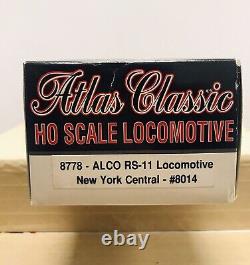 Atlas Classic
HO SCALE LOCOMOTIVE
8778 - ALCO RS-11 Locomotive
New York Central - #8014